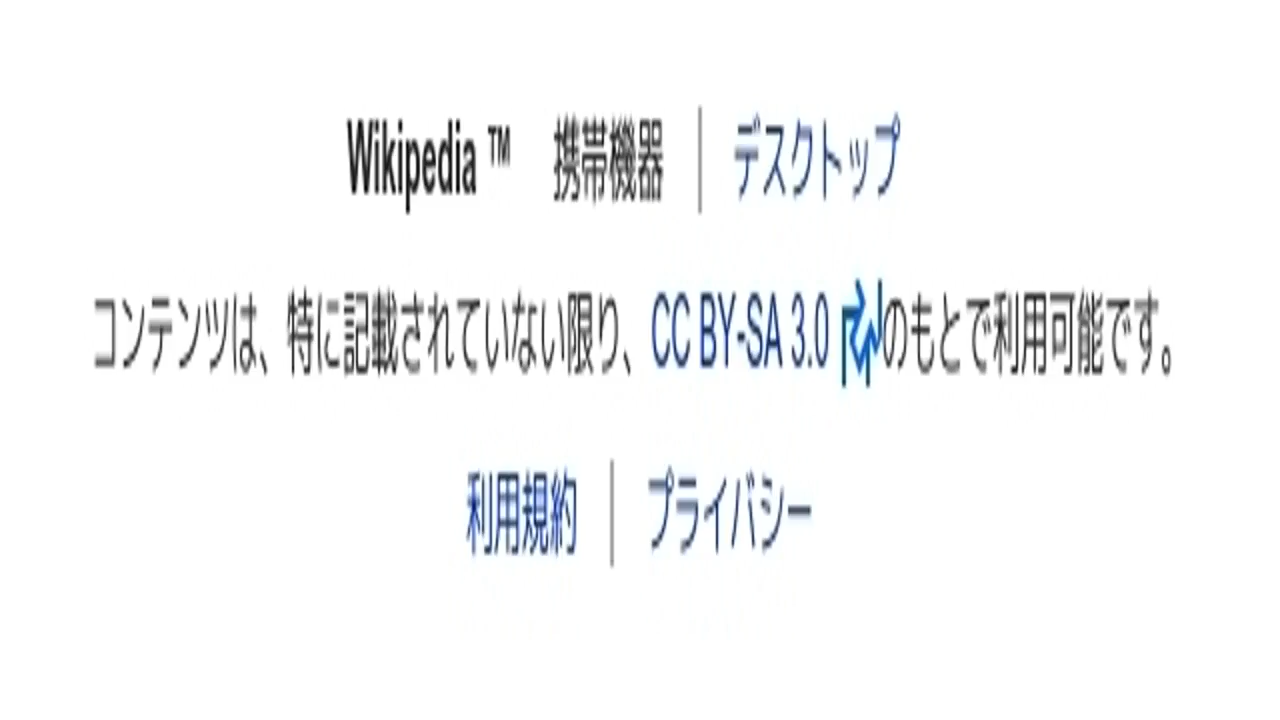 Wikipedia ™ 携帯機器 | デスクトップ
コンテンツは、特に記載されていない限り、CC BY-SA 3.0 のもとで利用可能です。
利用規約 | プライバシー